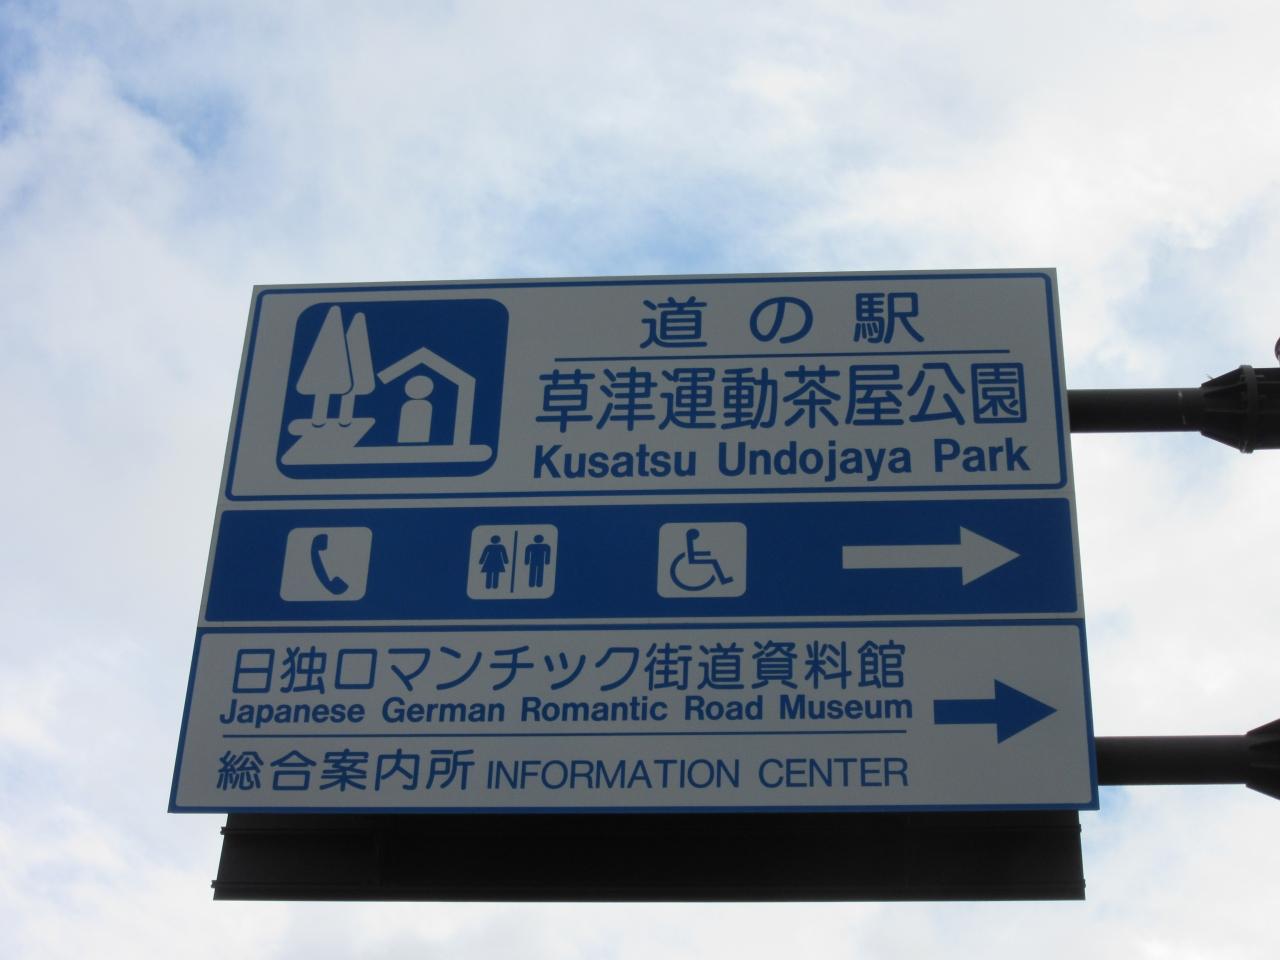 道の駅
草津運動茶屋公園
Kusatsu Undojaya Park
日独ロマンチック街道資料館
Japanese German Romantic Road Museum
総合案内所 INFORMATION CENTER